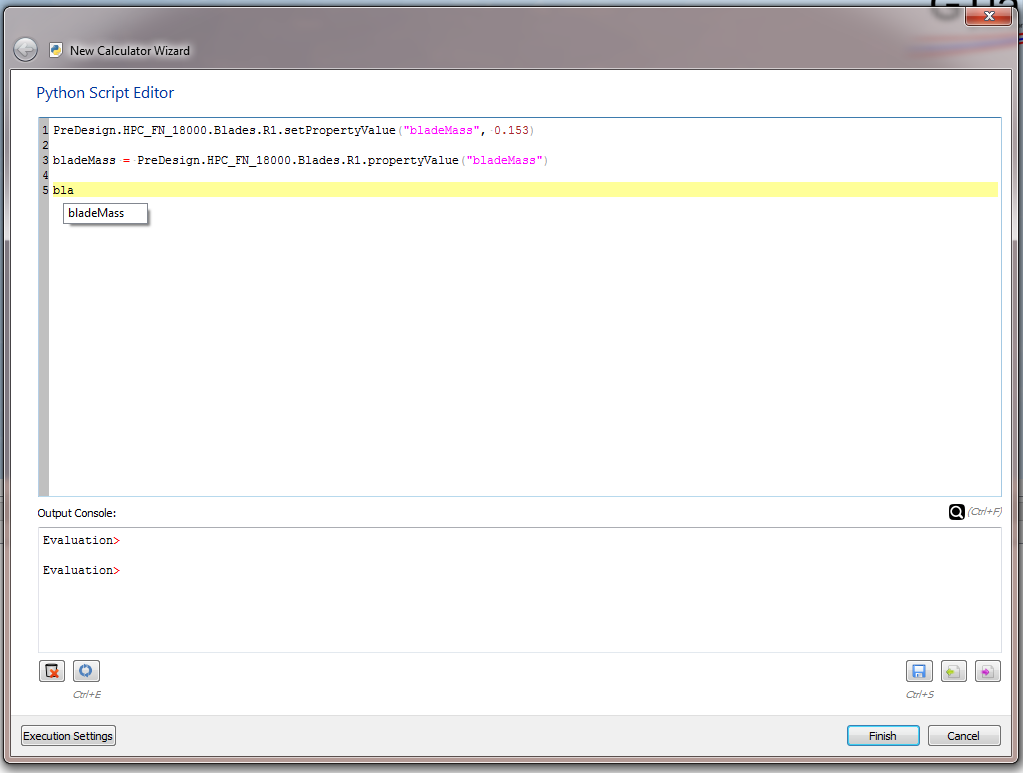 New Calculator Wizard
Python Script Editor
1 PreDesign.HPC_FN_18000.Blades.R1.setPropertyValue("bladeMass", 0.153)
2
3 bladeMass = PreDesign.HPC_FN_18000.Blades.R1.propertyValue("bladeMass")
4
5 bla
bladeMass
Output Console:
(Ctrl+F)
Evaluation>
Evaluation>
Ctrl+E
Ctrl+S
Execution Settings
Finish
Cancel